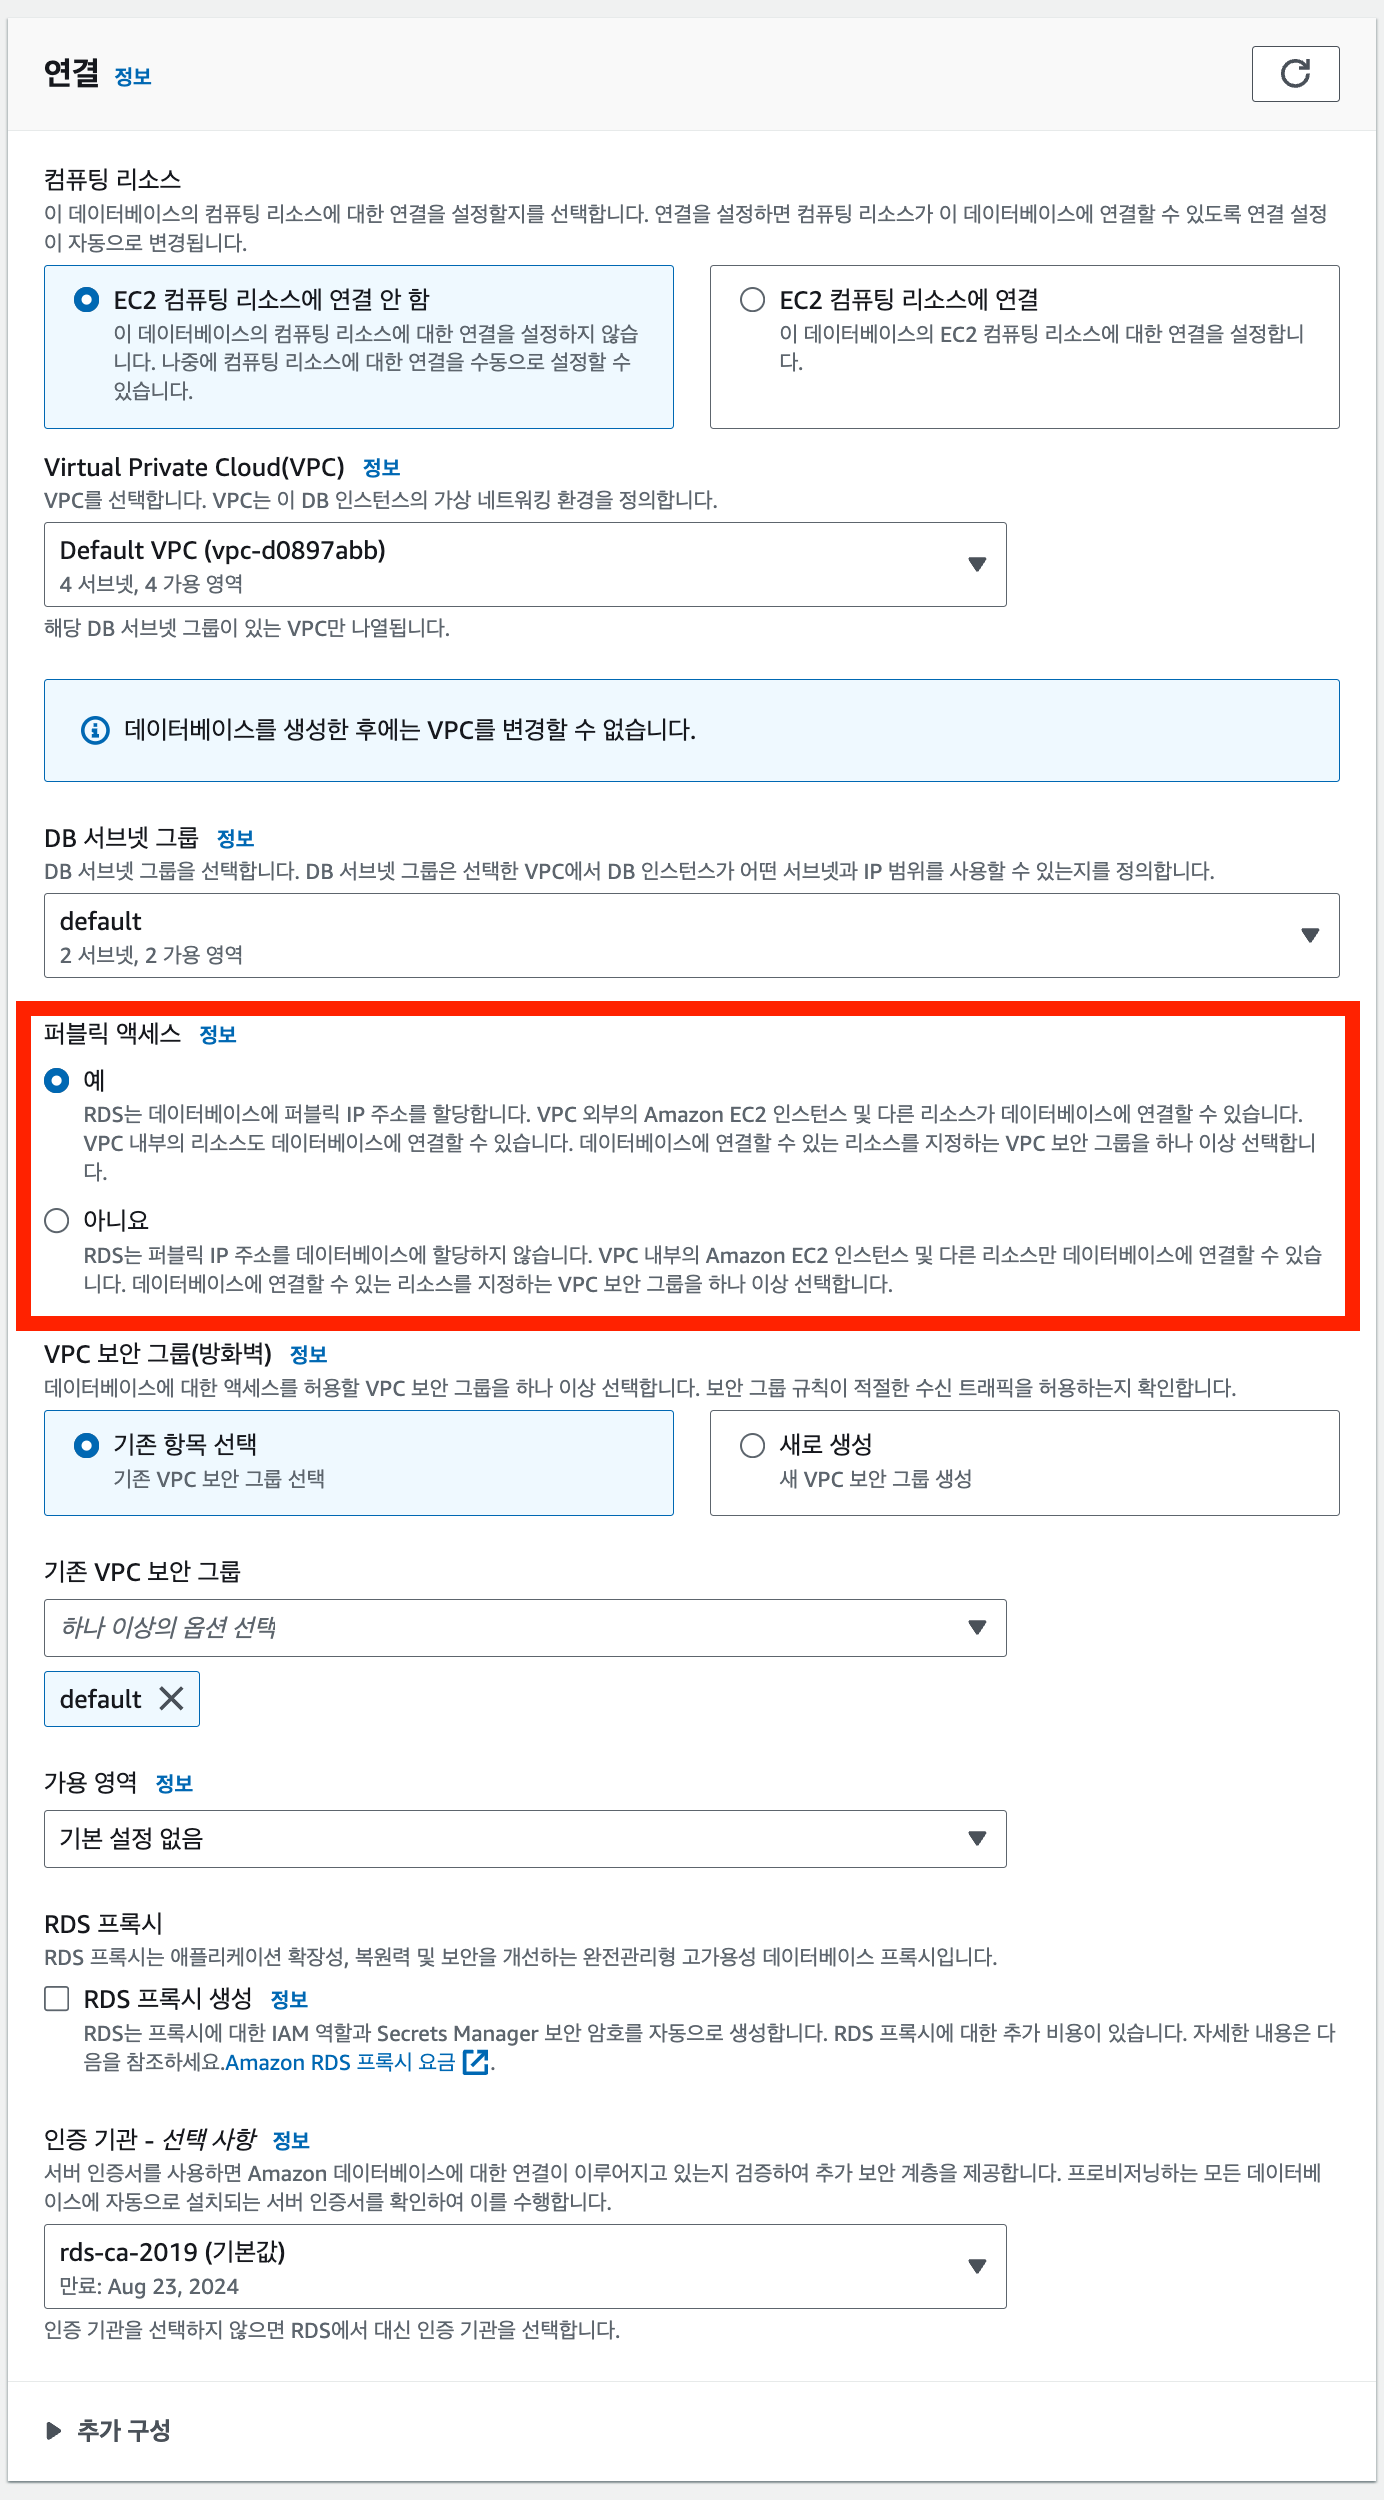 연결 정보
컴퓨팅 리소스
이 데이터베이스의 컴퓨팅 리소스에 대한 연결을 설정할지를 선택합니다. 연결을 설정하면 컴퓨팅 리소스가 이 데이터베이스에 연결할 수 있도록 연결 설정
이 자동으로 변경됩니다.
EC2 컴퓨팅 리소스에 연결 안 함
이 데이터베이스의 컴퓨팅 리소스에 대한 연결을 설정하지 않습
니다. 나중에 컴퓨팅 리소스에 대한 연결을 수동으로 설정할 수
있습니다.
EC2 컴퓨팅 리소스에 연결
이 데이터베이스의 EC2 컴퓨팅 리소스에 대한 연결을 설정합니
다.
Virtual Private Cloud(VPC) 정보
VPC를 선택합니다. VPC는 이 DB 인스턴스의 가상 네트워킹 환경을 정의합니다.
Default VPC (vpc-d0897abb)
4 서브넷, 4 가용 영역
해당 DB 서브넷 그룹이 있는 VPC만 나열됩니다.
데이터베이스를 생성한 후에는 VPC를 변경할 수 없습니다.
DB 서브넷 그룹 정보
DB 서브넷 그룹을 선택합니다. DB 서브넷 그룹은 선택한 VPC에서 DB 인스턴스가 어떤 서브넷과 IP 범위를 사용할 수 있는지를 정의합니다.
default
2 서브넷, 2 가용 영역
퍼블릭 액세스 정보
예
RDS는 데이터베이스에 퍼블릭 IP 주소를 할당합니다. VPC 외부의 Amazon EC2 인스턴스 및 다른 리소스가 데이터베이스에 연결할 수 있습니다.
VPC 내부의 리소스도 데이터베이스에 연결할 수 있습니다. 데이터베이스에 연결할 수 있는 리소스를 지정하는 VPC 보안 그룹을 하나 이상 선택합니
다.
아니요
RDS는 퍼블릭 IP 주소를 데이터베이스에 할당하지 않습니다. VPC 내부의 Amazon EC2 인스턴스 및 다른 리소스만 데이터베이스에 연결할 수 있습
니다. 데이터베이스에 연결할 수 있는 리소스를 지정하는 VPC 보안 그룹을 하나 이상 선택합니다.
VPC 보안 그룹(방화벽) 정보
데이터베이스에 대한 액세스를 허용할 VPC 보안 그룹을 하나 이상 선택합니다. 보안 그룹 규칙이 적절한 수신 트래픽을 허용하는지 확인합니다.
기존 항목 선택
기존 VPC 보안 그룹 선택
새로 생성
새 VPC 보안 그룹 생성
기존 VPC 보안 그룹
하나 이상의 옵션 선택
default
가용 영역 정보
기본 설정 없음
RDS 프록시
RDS 프록시는 애플리케이션 확장성, 복원력 및 보안을 개선하는 완전관리형 고가용성 데이터베이스 프록시입니다.
RDS 프록시 생성 정보
RDS는 프록시에 대한 IAM 역할과 Secrets Manager 보안 암호를 자동으로 생성합니다. RDS 프록시에 대한 추가 비용이 있습니다. 자세한 내용은 다
음을 참조하세요.Amazon RDS 프록시 요금 .
인증 기관 - 선택 사항 정보
서버 인증서를 사용하면 Amazon 데이터베이스에 대한 연결이 이루어지고 있는지 검증하여 추가 보안 계층을 제공합니다. 프로비저닝하는 모든 데이터베
이스에 자동으로 설치되는 서버 인증서를 확인하여 이를 수행합니다.
rds-ca-2019 (기본값)
만료: Aug 23, 2024
인증 기관을 선택하지 않으면 RDS에서 대신 인증 기관을 선택합니다.
추가 구성